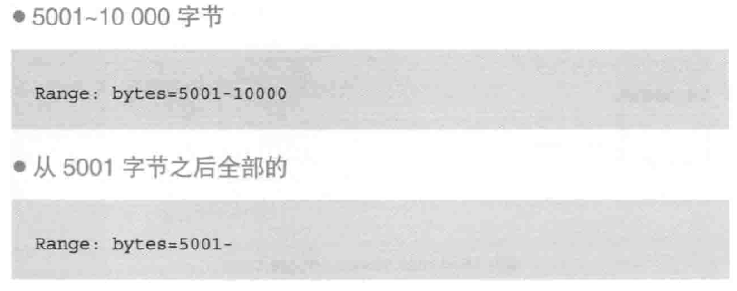 ● 5001~10 000 字节
Range: bytes=5001-10000
● 从 5001 字节之后全部的
Range: bytes=5001-